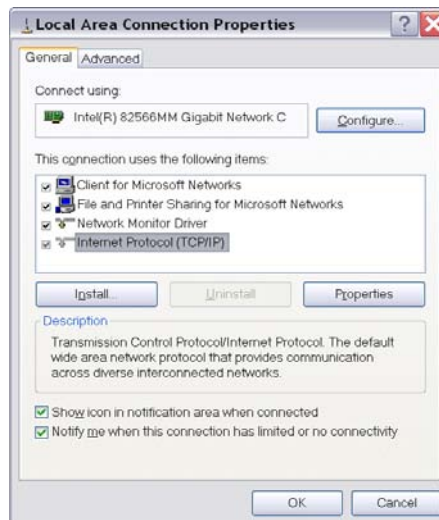 Local Area Connection Properties
General Advanced
Connect using:
Intel(R) 82566MM Gigabit Network C
Configure...
This connection uses the following items:
Client for Microsoft Networks
File and Printer Sharing for Microsoft Networks
Network Monitor Driver
Internet Protocol (TCP/IP)
Install... Uninstall Properties
Description
Transmission Control Protocol/Internet Protocol. The default
wide area network protocol that provides communication
across diverse interconnected networks.
Show icon in notification area when connected
Notify me when this connection has limited or no connectivity
OK Cancel